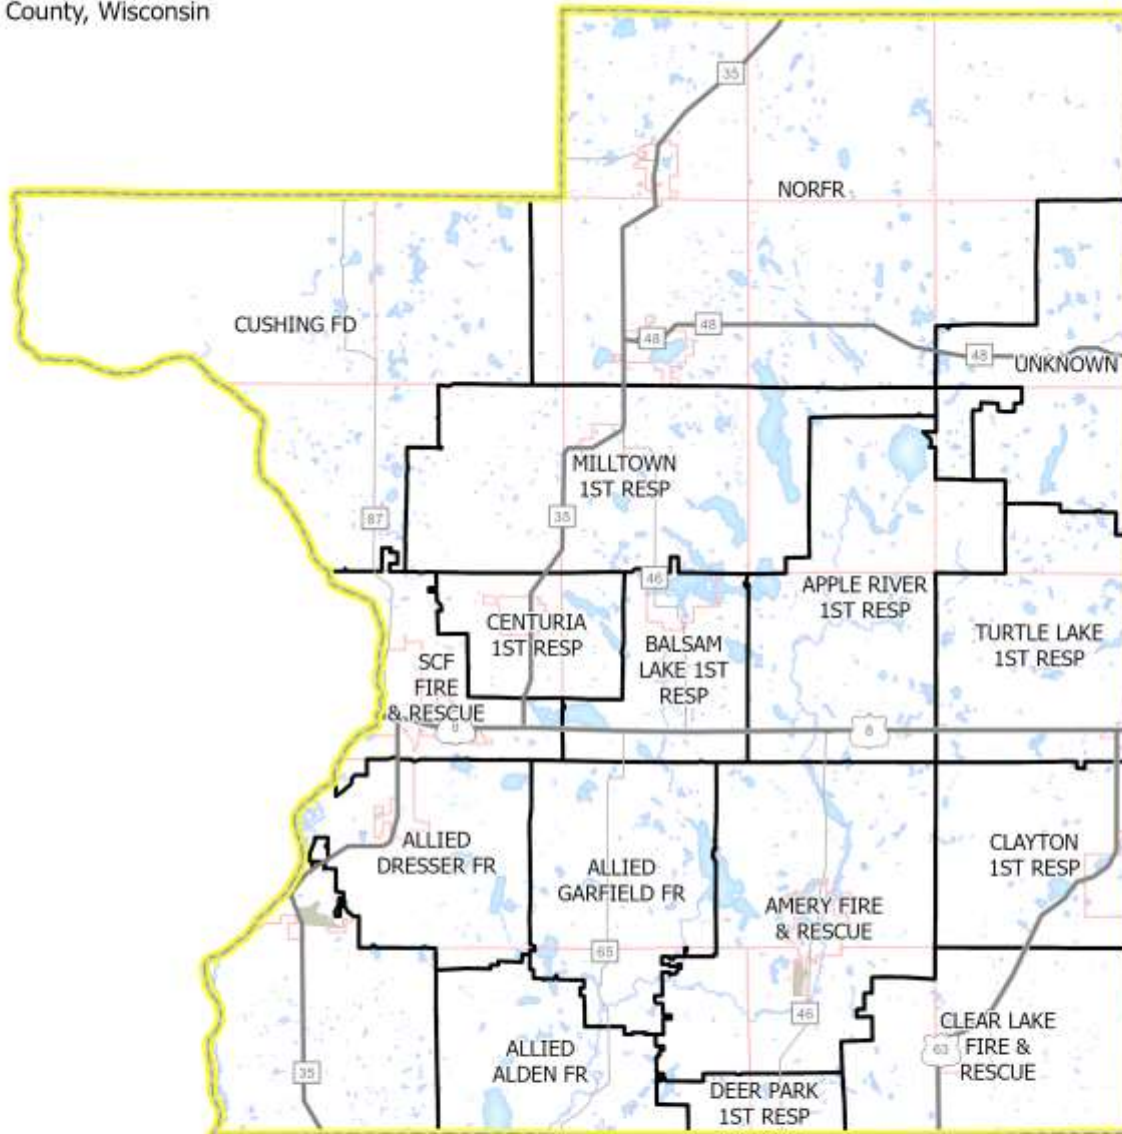 County, Wisconsin
35
NORFR
CUSHING FD
48
48
48
UNKNOWN
MILLTOWN
1ST RESP
87
35
46
APPLE RIVER
1ST RESP
CENTURIA
1ST RESP
BALSAM
LAKE 1ST
RESP
TURTLE LAKE
1ST RESP
SCF
FIRE
& RESCUE
8
8
ALLIED
DRESSER FR
ALLIED
GARFIELD FR
CLAYTON
1ST RESP
AMERY FIRE
& RESCUE
65
46
CLEAR LAKE
FIRE &
RESCUE
63
ALLIED
ALDEN FR
35
DEER PARK
1ST RESP